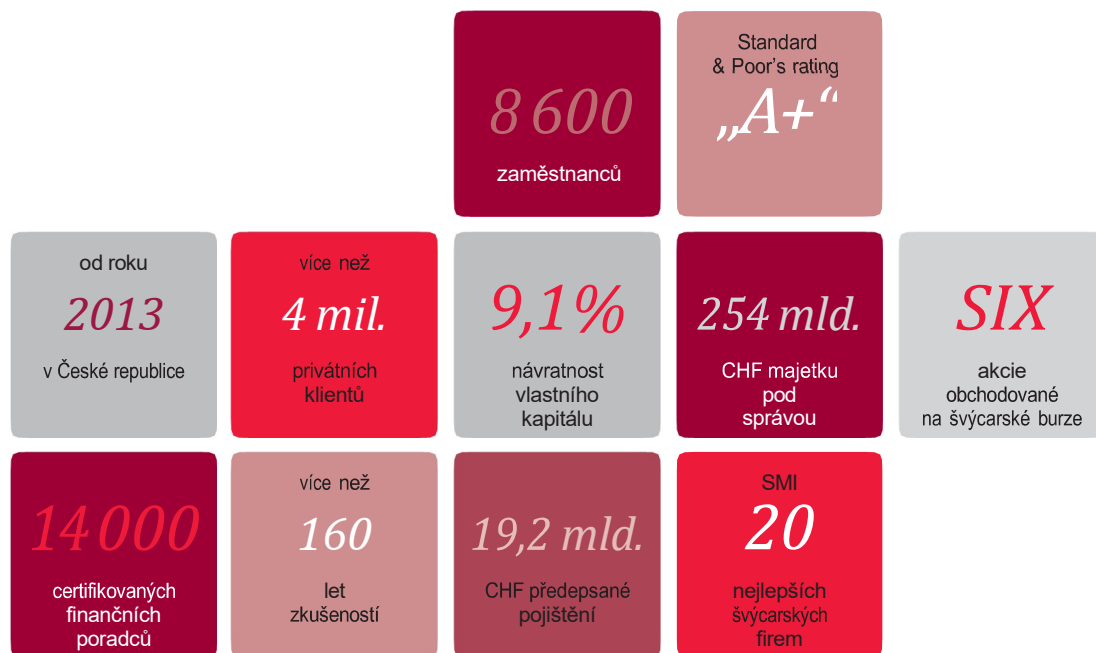 8 600
zaměstnanců
Standard
& Poor's rating
„A+“
od roku
2013
v České republice
více než
4 mil.
privátních
klientů
9,1%
návratnost
vlastního
kapitálu
254 mld.
CHF majetku
pod
správou
SIX
akcie
obchodované
na švýcarské burze
14 000
certifikovaných
finančních
poradců
více než
160
let
zkušeností
19,2 mld.
CHF předepsané
pojištění
SMI
20
nejlepších
švýcarských
firem